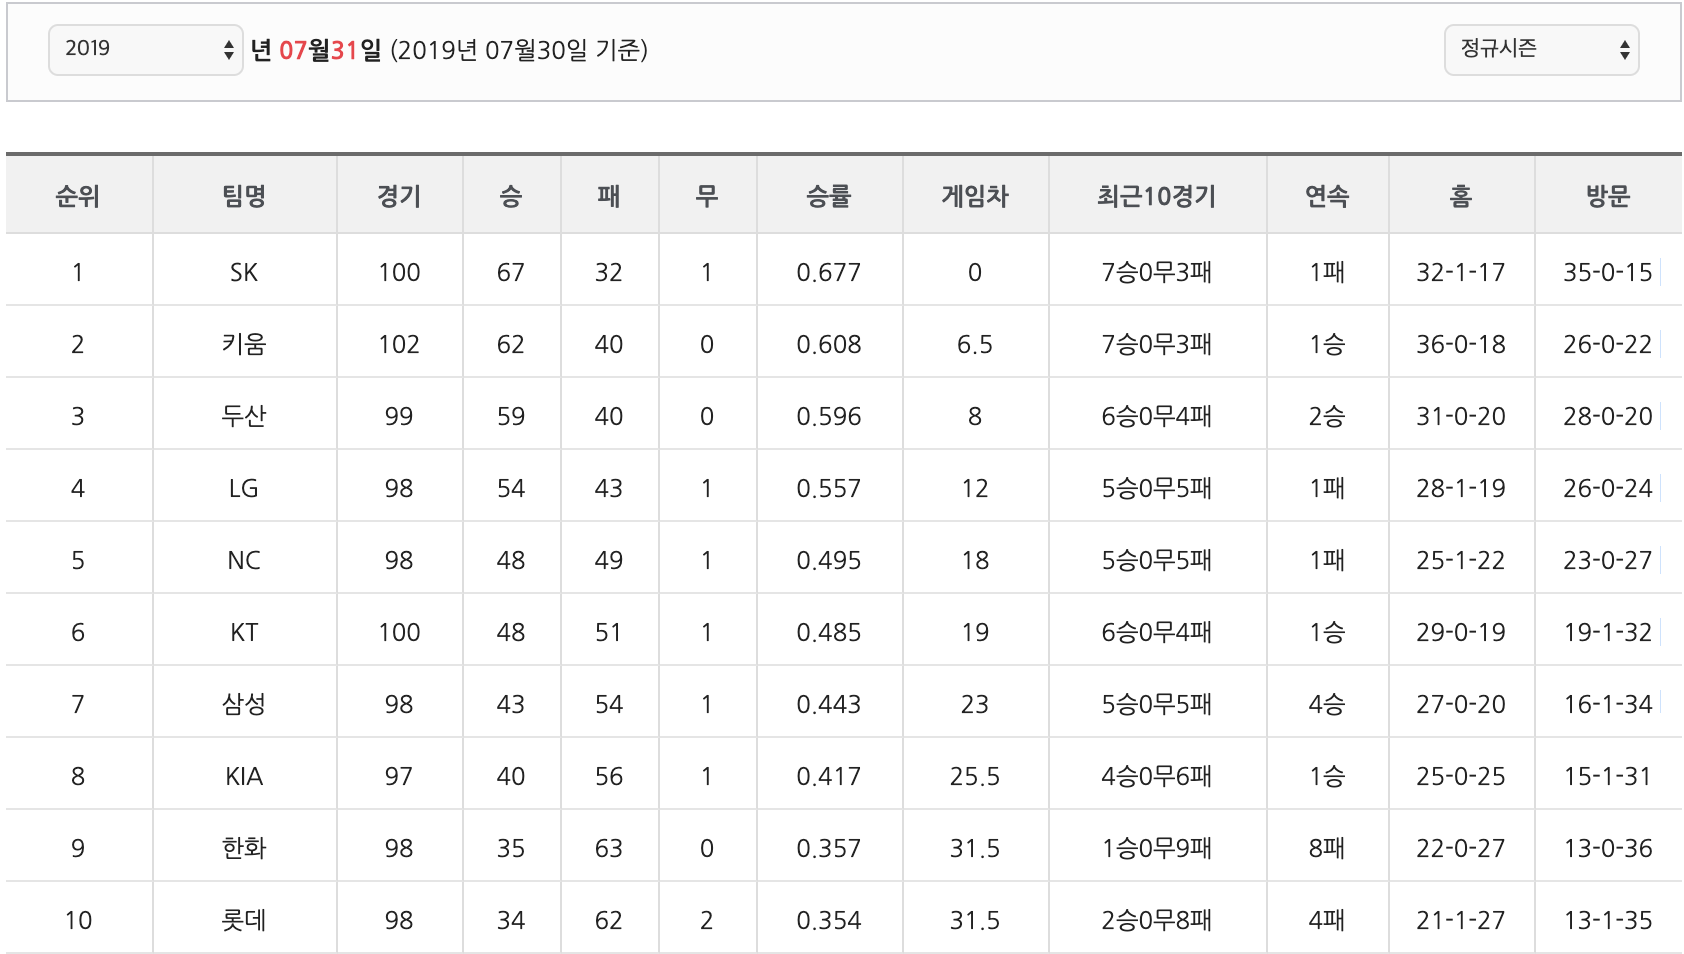 2019 년 07월31일 (2019년 07월30일 기준) 정규시즌
순위 팀명 경기 승 패 무 승률 게임차 최근10경기 연속 홈 방문
1 SK 100 67 32 1 0.677 0 7승0무3패 1패 32-1-17 35-0-15
2 키움 102 62 40 0 0.608 6.5 7승0무3패 1승 36-0-18 26-0-22
3 두산 99 59 40 0 0.596 8 6승0무4패 2승 31-0-20 28-0-20
4 LG 98 54 43 1 0.557 12 5승0무5패 1패 28-1-19 26-0-24
5 NC 98 48 49 1 0.495 18 5승0무5패 1패 25-1-22 23-0-27
6 KT 100 48 51 1 0.485 19 6승0무4패 1승 29-0-19 19-1-32
7 삼성 98 43 54 1 0.443 23 5승0무5패 4승 27-0-20 16-1-34
8 KIA 97 40 56 1 0.417 25.5 4승0무6패 1승 25-0-25 15-1-31
9 한화 98 35 63 0 0.357 31.5 1승0무9패 8패 22-0-27 13-0-36
10 롯데 98 34 62 2 0.354 31.5 2승0무8패 4패 21-1-27 13-1-35